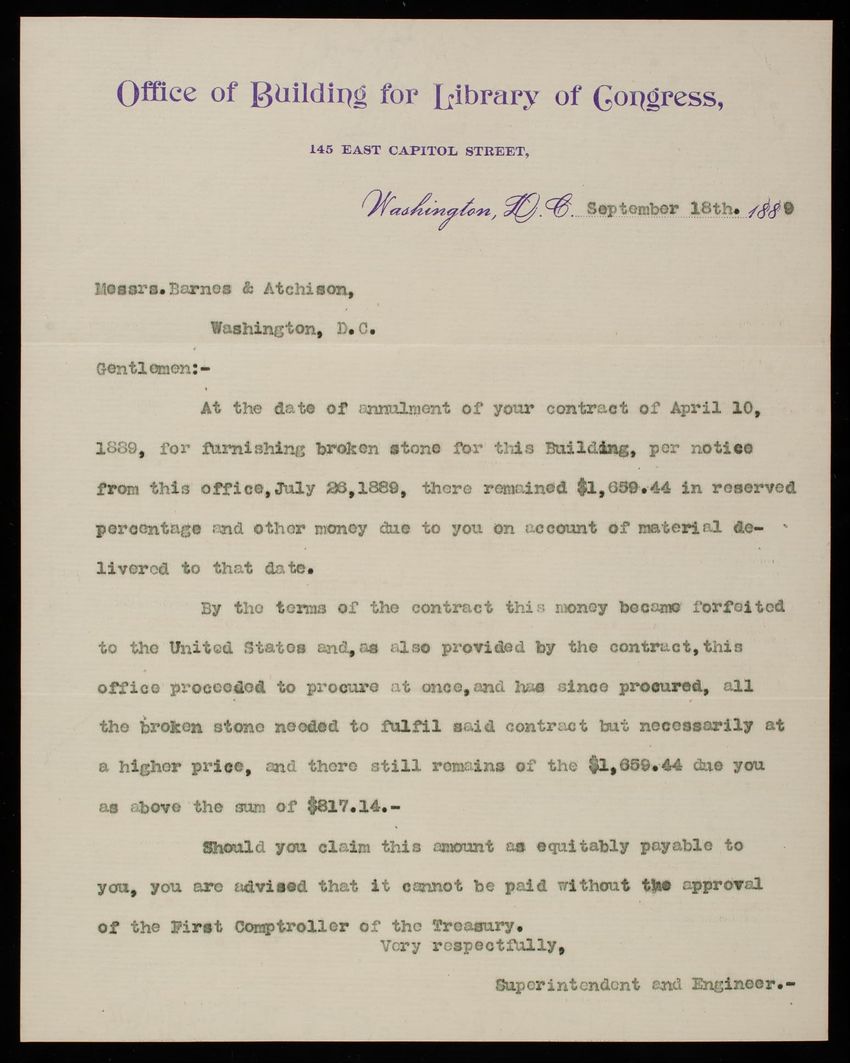 Office of Building for Library of Congress,
145 EAST CAPITOL STREET,
Washington, D. C. September 18th. 1889
Messrs.Barnes & Atchison,
Washington, D.C.
Gentlemen:-
At the date of annulment of your contract of April 10,
1889, for furnishing broken stone for this Building, per notice
from this office,July 26,1889, there remained $1,659.44 in reserved
percentage and other money due to you on account of material de-
livered to that date.
By the terms of the contract this money became forfeited
to the United States and,as also provided by the contract,this
office proceeded to procure at once,and has since procured, all
the broken stone needed to fulfil said contract but necessarily at
a higher price, and there still remains of the $1,659.44 due you
as above the sum of $817.14.-
Should you claim this amount as equitably payable to
you, you are advised that it cannot be paid without the approval
of the First Comptroller of the Treasury.
Very respectfully,
Superintendent and Engineer.-